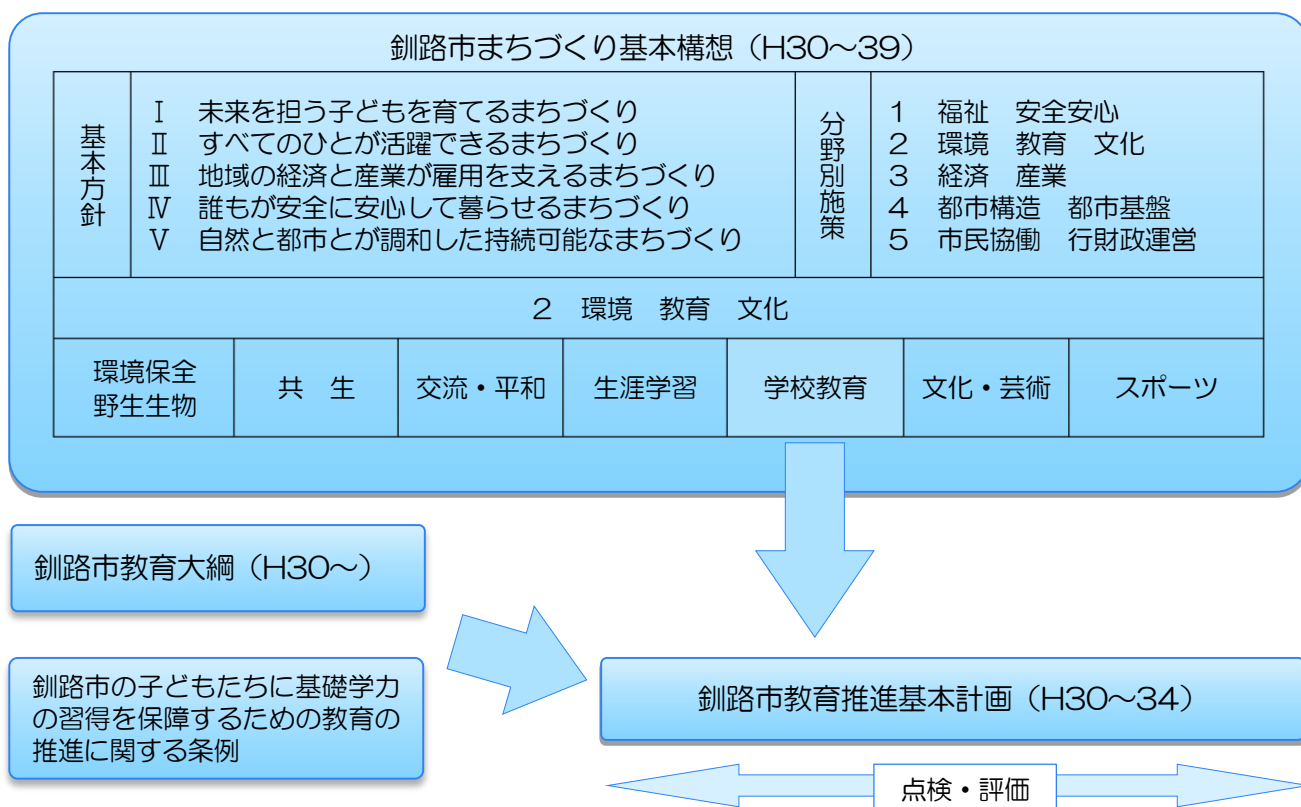 釧路市まちづくり基本構想（H30～39）
基本方針
Ⅰ　未来を担う子どもを育てるまちづくり
Ⅱ　すべてのひとが活躍できるまちづくり
Ⅲ　地域の経済と産業が雇用を支えるまちづくり
Ⅳ　誰もが安全に安心して暮らせるまちづくり
Ⅴ　自然と都市とが調和した持続可能なまちづくり
分野別施策
1　福祉　安全安心
2　環境　教育　文化
3　経済　産業
4　都市構造　都市基盤
5　市民協働　行財政運営
2　環境　教育　文化
環境保全
野生生物
共　生
交流・平和
生涯学習
学校教育
文化・芸術
スポーツ
釧路市教育大綱（H30～）
釧路市の子どもたちに基礎学力
の習得を保障するための教育の
推進に関する条例
釧路市教育推進基本計画（H30～34）
点検・評価